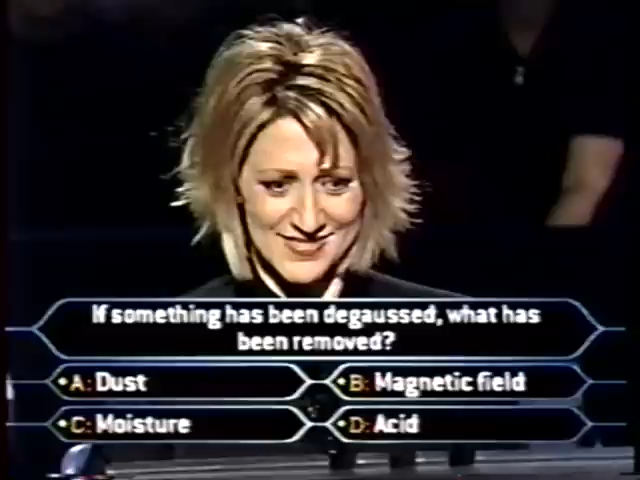 If something has been degaussed, what has
been removed?
A: Dust
B: Magnetic field
C: Moisture
D: Acid